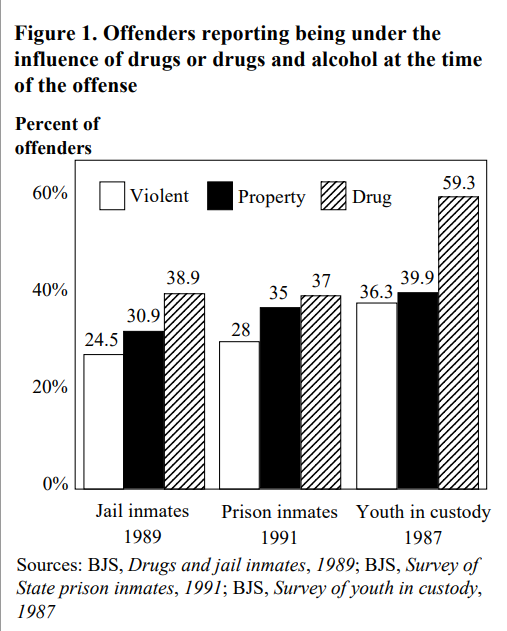 Figure 1. Offenders reporting being under the
influence of drugs or drugs and alcohol at the time
of the offense
Percent of
offenders
60%
Violent Property Drug
59.3
40%
38.9
36.3 39.9
35 37
30.9
28
24.5
20%
0%
Jail inmates Prison inmates Youth in custody
1989 1991 1987
Sources: BJS, Drugs and jail inmates, 1989; BJS, Survey of
State prison inmates, 1991; BJS, Survey of youth in custody,
1987